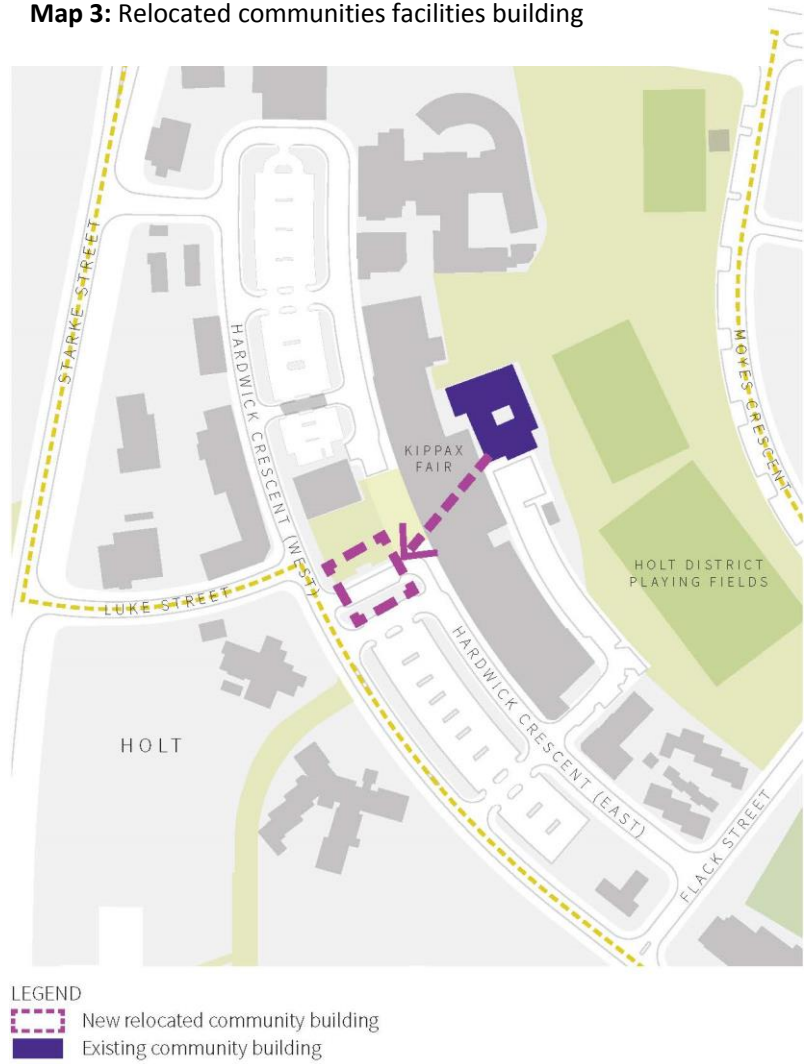 Map 3: Relocated communities facilities building
STARKE STREET
HARDWICK CRESCENT (WEST)
KIPPAX
FAIR
MOYES CRESCENT
HOLT DISTRICT
PLAYING FIELDS
LUKE STREET
HARDWICK CRESCENT (EAST)
HOLT
FLACK STREET
LEGEND
New relocated community building
Existing community building